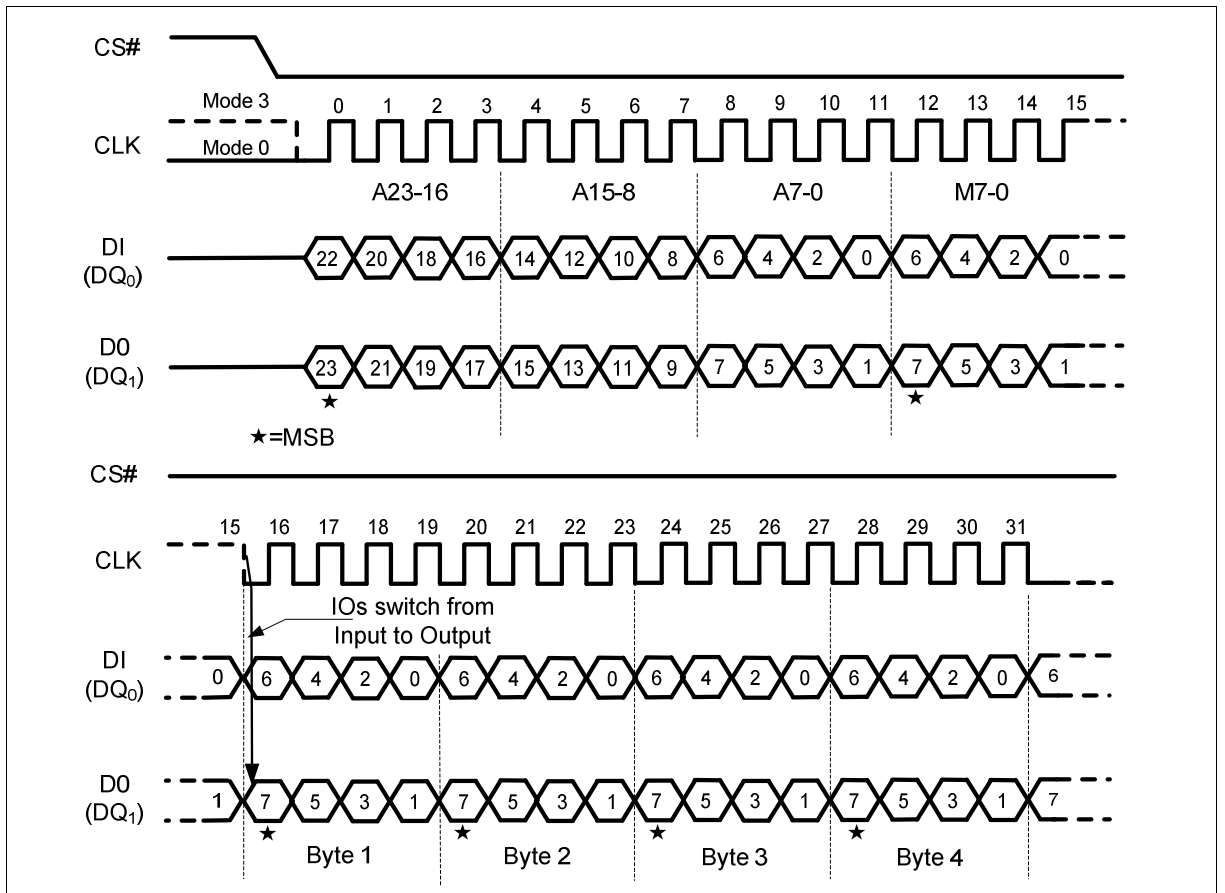 CS#
Mode 3
Mode 0
CLK
0 1 2 3 4 5 6 7 8 9 10 11 12 13 14 15
A23-16 A15-8 A7-0 M7-0
DI
(DQ0)
22 20 18 16 14 12 10 8 6 4 2 0 6 4 2 0
D0
(DQ1)
23 21 19 17 15 13 11 9 7 5 3 1 7 5 3 1
★ ★
★=MSB
CS#
15 16 17 18 19 20 21 22 23 24 25 26 27 28 29 30 31
CLK
IOs switch from
Input to Output
DI
(DQ0)
0 6 4 2 0 6 4 2 0 6 4 2 0 6 4 2 0 6
D0
(DQ1)
1 7 5 3 1 7 5 3 1 7 5 3 1 7 5 3 1 7
★ ★ ★ ★
Byte 1 Byte 2 Byte 3 Byte 4